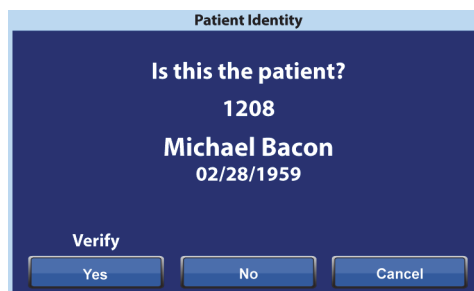 Patient Identity
Is this the patient?
1208
Michael Bacon
02/28/1959
Verify
Yes No Cancel